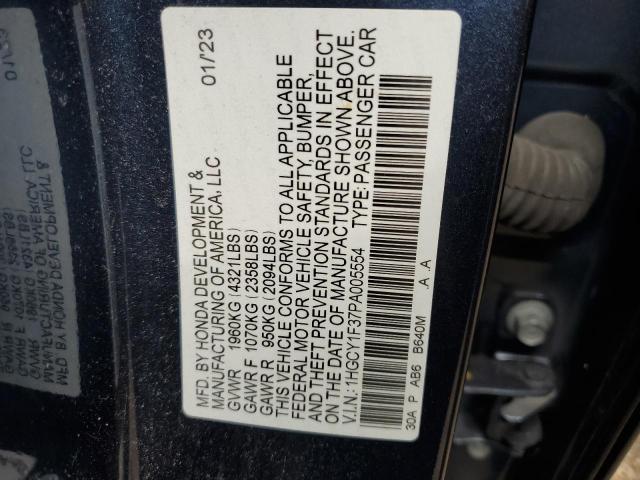 MFD. BY HONDA DEVELOPMENT & 01/23
MANUFACTURING OF AMERICA, LLC
GVWR 1960KG (4321LBS)
GAWR F 1070KG (2358LBS)
GAWR R 950KG (2094LBS)
THIS VEHICLE CONFORMS TO ALL APPLICABLE
FEDERAL MOTOR VEHICLE SAFETY, BUMPER,
AND THEFT PREVENTION STANDARDS IN EFFECT
ON THE DATE OF MANUFACTURE SHOWN ABOVE.
V.I.N.: 1HGCY1F37PA005554 TYPE: PASSENGER CAR
30A P AB6 B640M .A .A